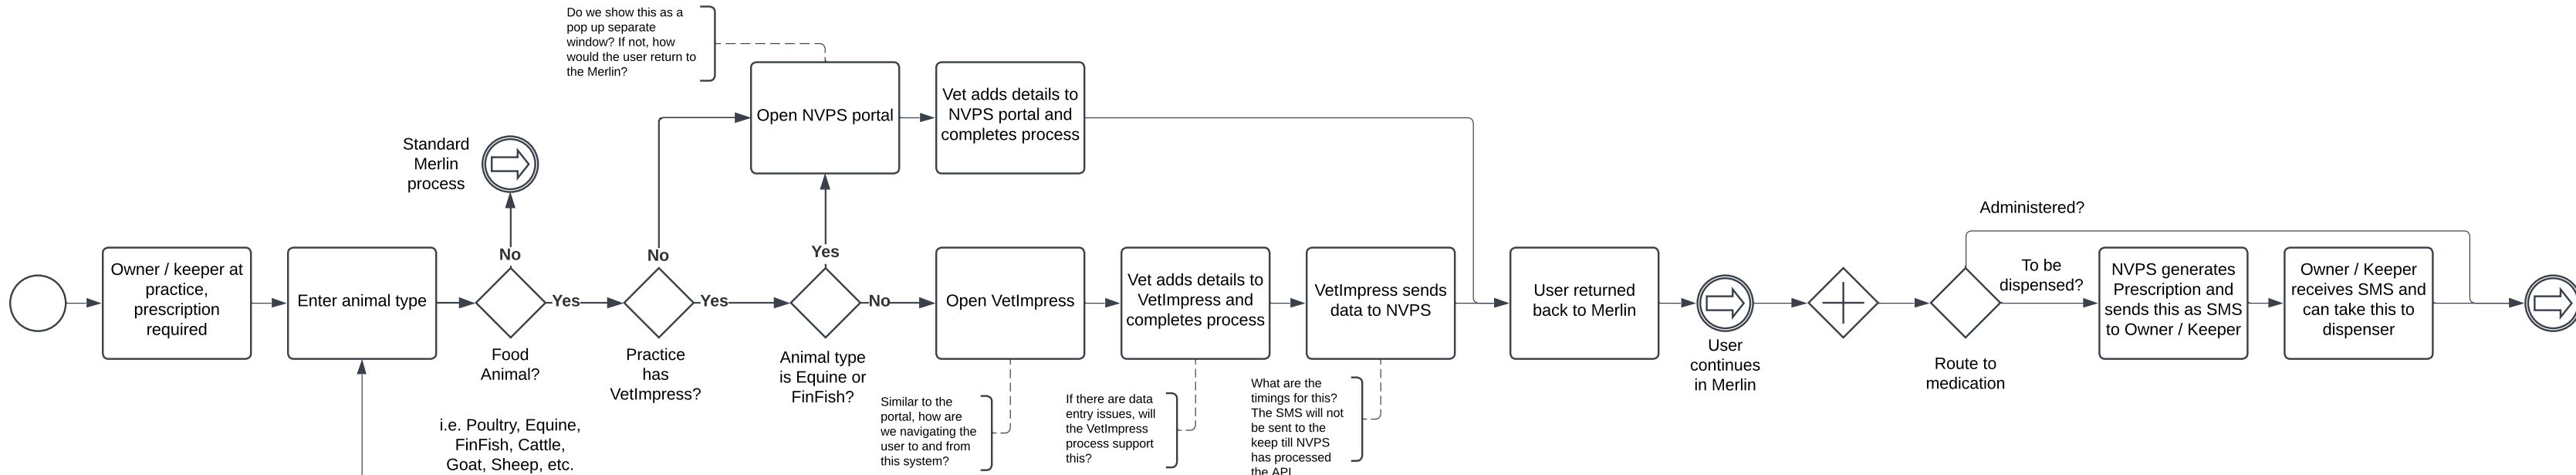 Do we show this as a
pop up separate
window? If not, how
would the user return to
the Merlin?
Open NVPS portal
Vet adds details to
NVPS portal and
completes process
Standard
Merlin
process
No
No
Yes
Administered?
Owner / keeper at
practice,
prescription
required
Enter animal type
Yes
Food
Animal?
Yes
Practice
has
VetImpress?
No
Animal type
is Equine or
FinFish?
Open VetImpress
Vet adds details to
VetImpress and
completes process
VetImpress sends
data to NVPS
User returned
back to Merlin
User
continues
in Merlin
Route to
medication
To be
dispensed?
NVPS generates
Prescription and
sends this as SMS
to Owner / Keeper
Owner / Keeper
receives SMS and
can take this to
dispenser
i.e. Poultry, Equine,
FinFish, Cattle,
Goat, Sheep, etc.
Similar to the
portal, how are
we navigating the
user to and from
this system?
If there are data
entry issues, will
the VetImpress
process support
this?
What are the
timings for this?
The SMS will not
be sent to the
keep till NVPS
has processed
the API